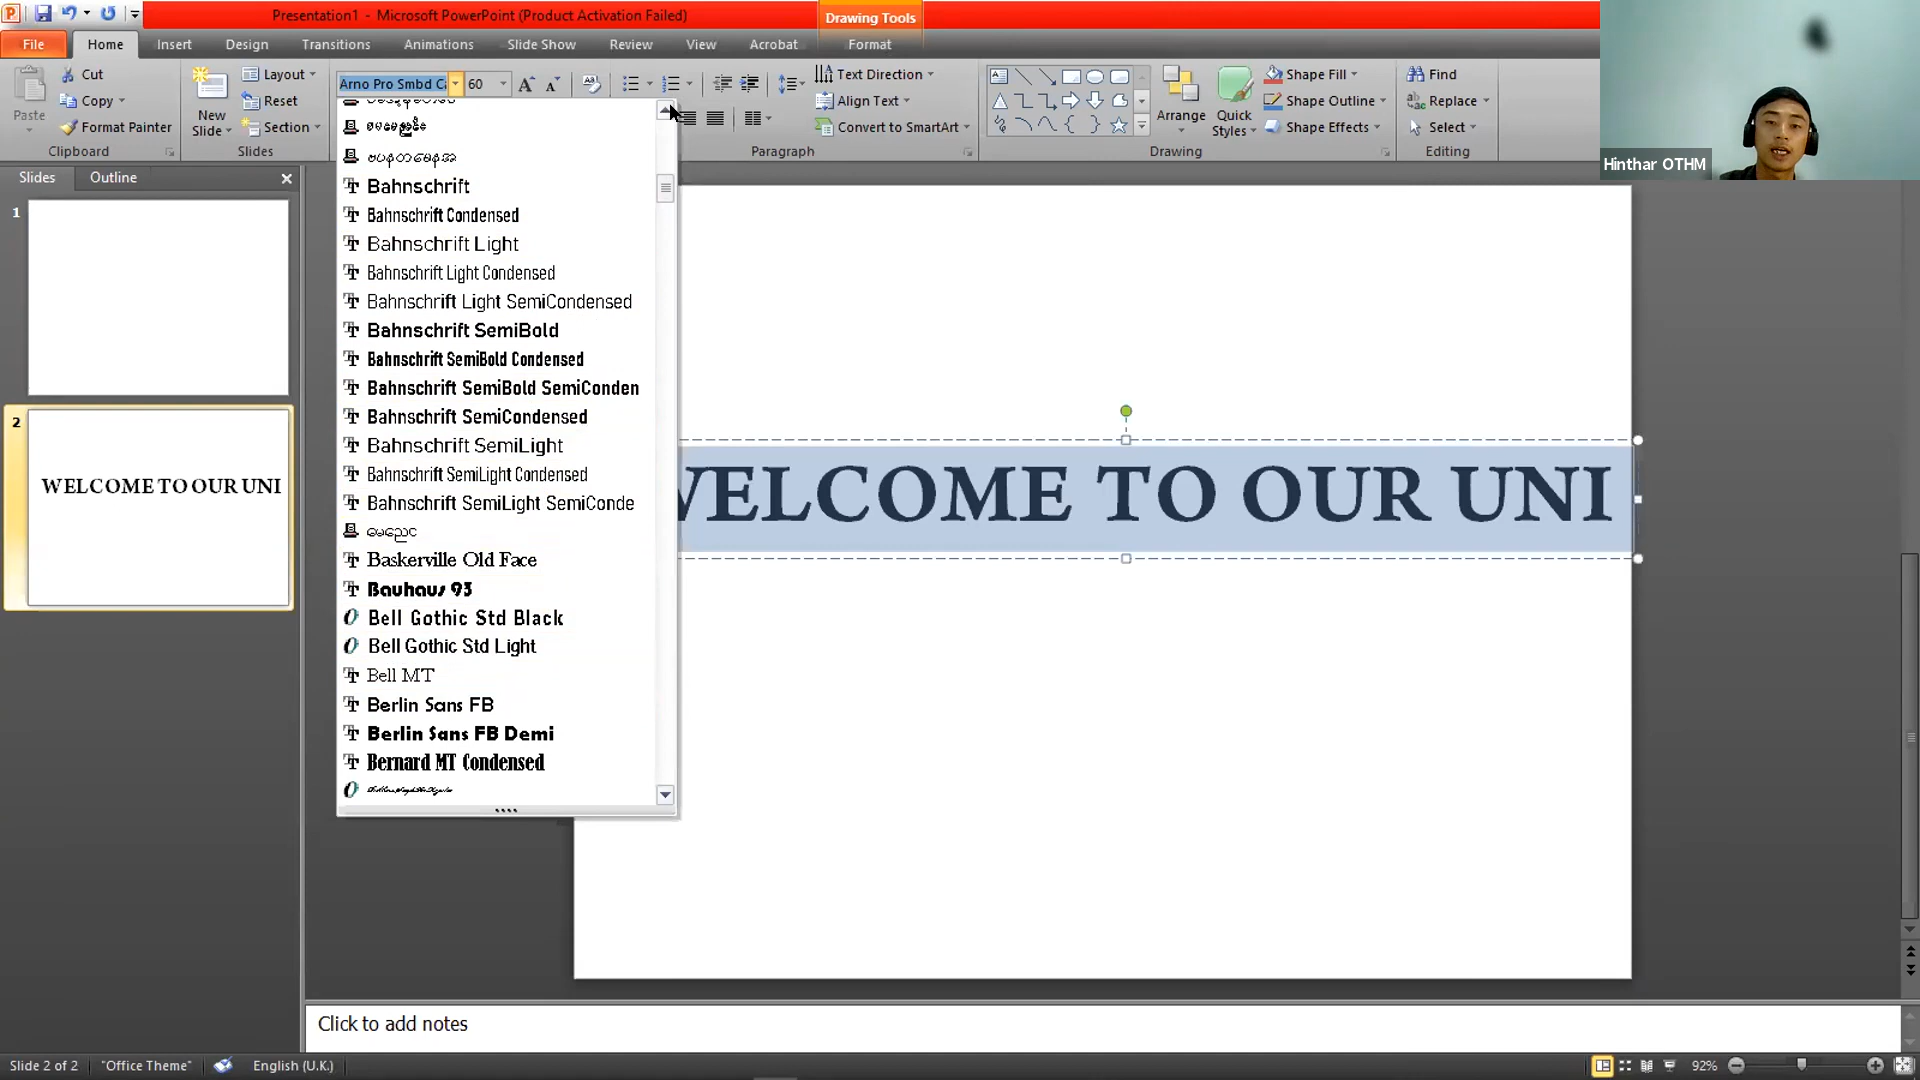 Presentation1 - Microsoft PowerPoint (Product Activation Failed)
Drawing Tools
File
Home
Insert
Design
Transitions
Animations
Slide Show
Review
View
Acrobat
Format
Paste
Cut
Copy
Format Painter
Clipboard
New
Slide
Layout
Reset
Section
Slides
Arno Pro Smbd C
60
Text Direction
Align Text
Convert to SmartArt
Paragraph
Arrange
Quick
Styles
Shape Fill
Shape Outline
Shape Effects
Drawing
Find
Replace
Select
Editing
Hinthar OTHM
Slides
Outline
1
2
WELCOME TO OUR UNI
Bahnschrift
Bahnschrift Condensed
Bahnschrift Light
Bahnschrift Light Condensed
Bahnschrift Light SemiCondensed
Bahnschrift SemiBold
Bahnschrift SemiBold Condensed
Bahnschrift SemiBold SemiConden
Bahnschrift SemiCondensed
Bahnschrift SemiLight
Bahnschrift SemiLight Condensed
Bahnschrift SemiLight SemiConde
Baskerville Old Face
Bauhaus 93
Bell Gothic Std Black
Bell Gothic Std Light
Bell MT
Berlin Sans FB
Berlin Sans FB Demi
Bernard MT Condensed
WELCOME TO OUR UNI
Click to add notes
Slide 2 of 2
"Office Theme"
English (U.K.)
92%